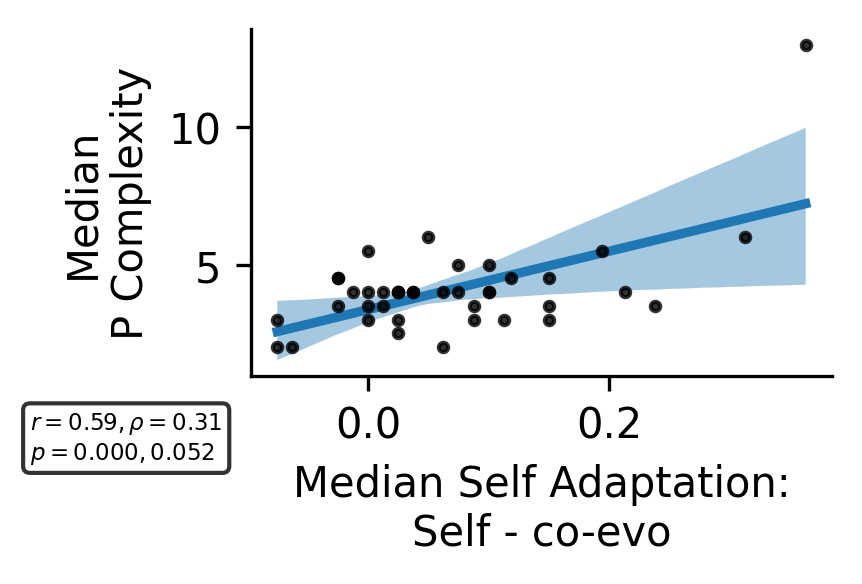 Median
P Complexity
10
5
0.0
0.2
Median Self Adaptation:
Self - co-evo
r = 0.59, ρ = 0.31
p = 0.000, 0.052